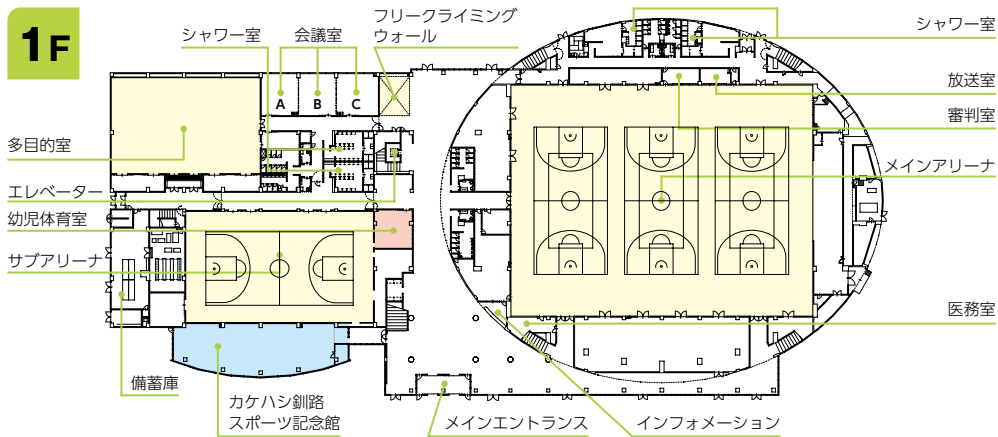 1F
シャワー室
会議室
フリークライミング
ウォール
シャワー室
A
B
C
放送室
審判室
多目的室
メインアリーナ
エレベーター
幼児体育室
サブアリーナ
医務室
備蓄庫
カケハシ釧路
スポーツ記念館
メインエントランス
インフォメーション